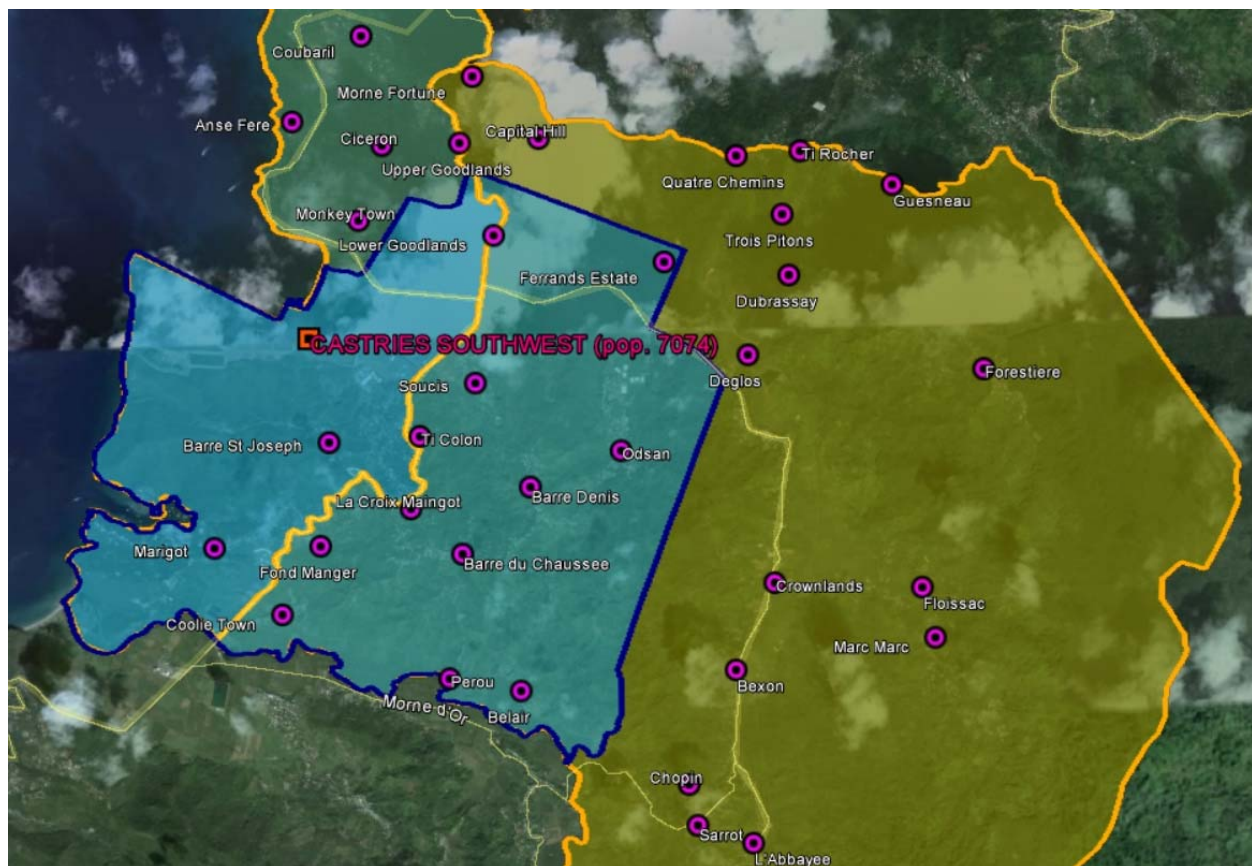 Coubaril
Morne Fortune
Anse Fere
Ciceron
Capital Hill
Upper Goodlands
Ti Rocher
Quatre Chemins
Guesneau
Monkey Town
Trois Pitons
Lower Goodlands
Ferrands Estate
Dubrassay
CASTRIES SOUTHWEST (pop. 7074)
Deglos
Forestiere
Soucis
Barre St Joseph
Ti Colon
Odsan
La Croix Maingot
Barre Denis
Marigot
Fond Manger
Barre du Chaussee
Crownlands
Floissac
Coolie Town
Marc Marc
Perou
Bexon
Morne d'Or
Belair
Chopin
Sarrot
L'Abbayee